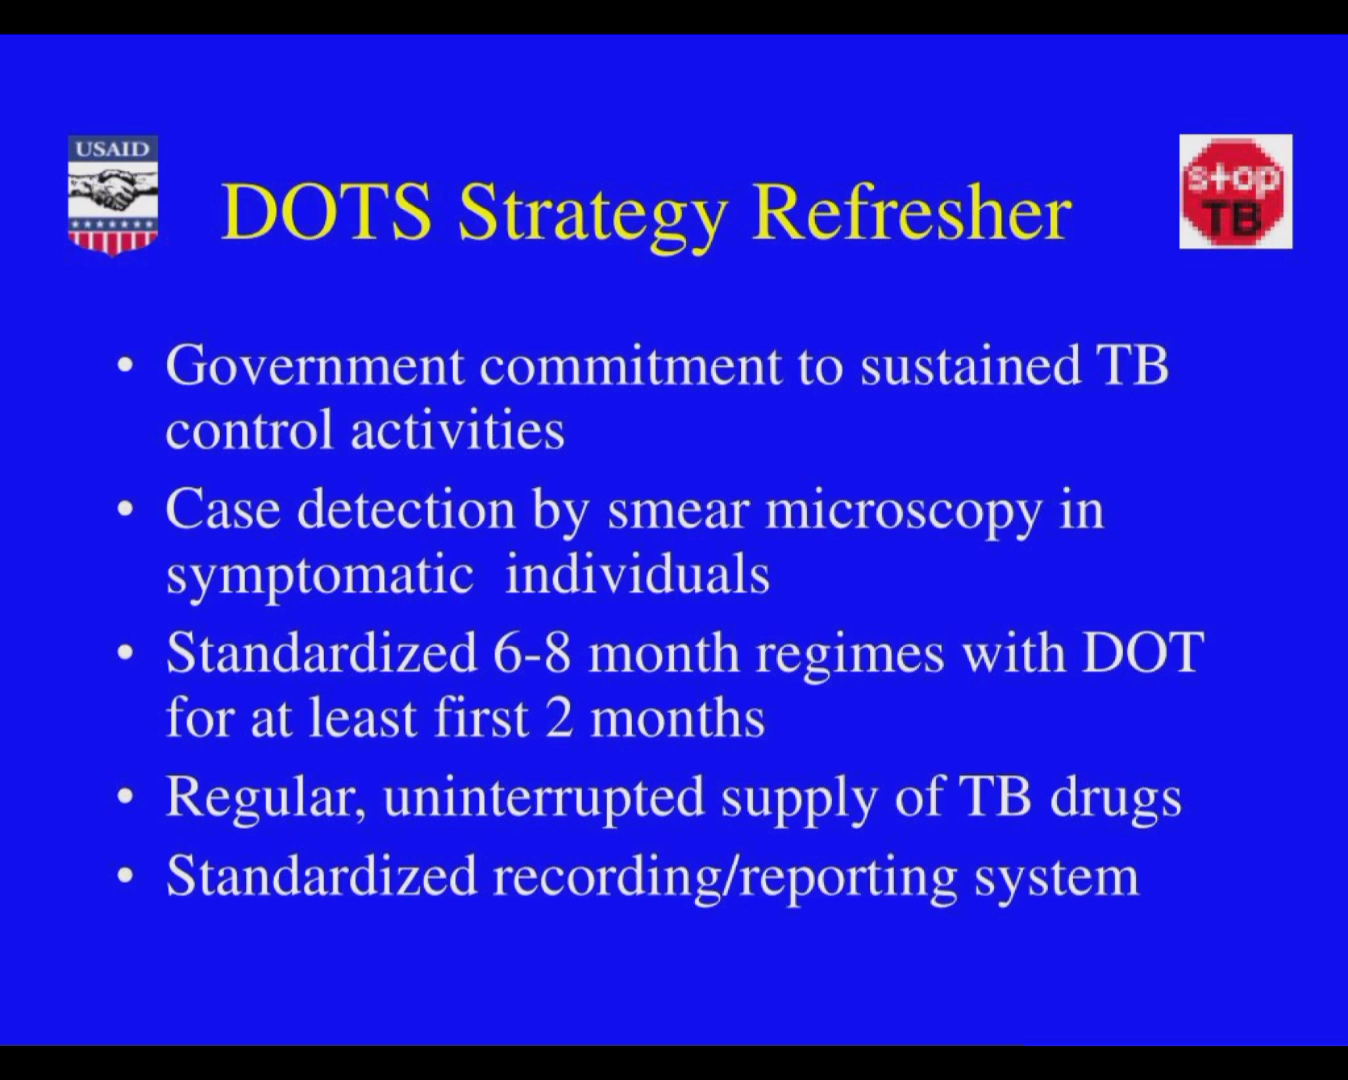 USAID
stop
TB
DOTS Strategy Refresher
• Government commitment to sustained TB
control activities
• Case detection by smear microscopy in
symptomatic individuals
• Standardized 6-8 month regimes with DOT
for at least first 2 months
• Regular, uninterrupted supply of TB drugs
• Standardized recording/reporting system